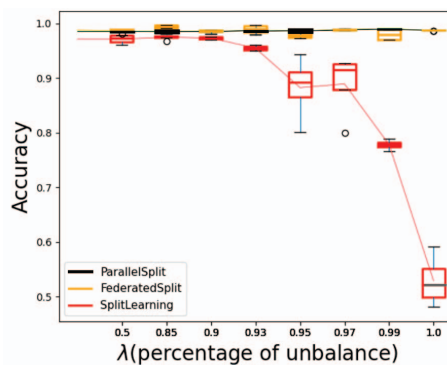 1.0
0.9
0.8
0.7
0.6
0.5
Accuracy
ParallelSplit
FederatedSplit
SplitLearning
0.5 0.85 0.9 0.93 0.95 0.97 0.99 1.0
λ(percentage of unbalance)